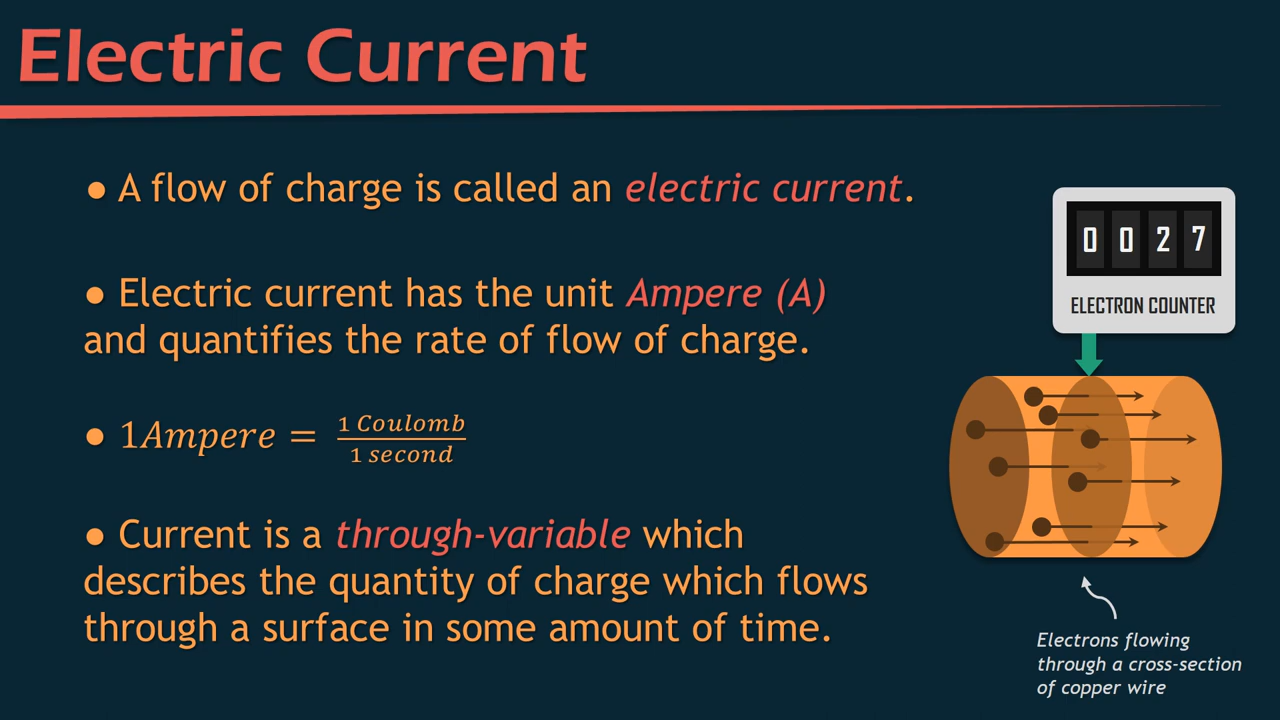 Electric Current
● A flow of charge is called an electric current.
● Electric current has the unit Ampere (A)
and quantifies the rate of flow of charge.
● 1Ampere = 1 Coulomb / 1 second
● Current is a through-variable which
describes the quantity of charge which flows
through a surface in some amount of time.
0 0 2 7
ELECTRON COUNTER
Electrons flowing
through a cross-section
of copper wire